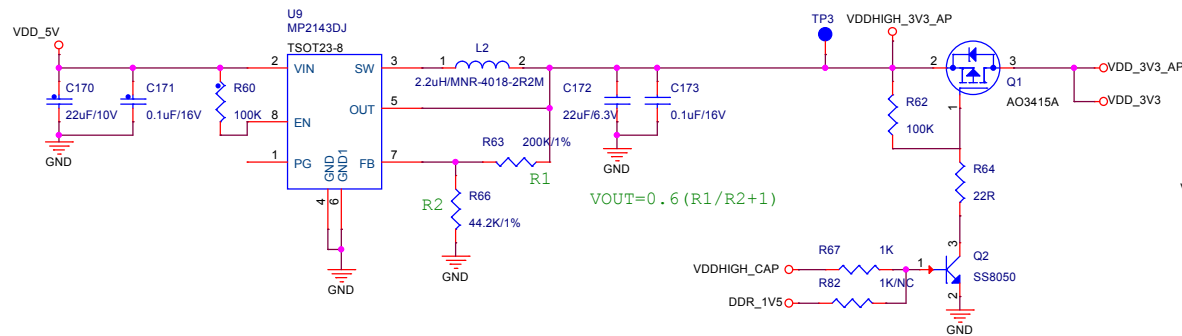 VDD_5V
U9
MP2143DJ
TSOT23-8
L2
2.2uH/MNR-4018-2R2M
TP3
VDDHIGH_3V3_AP
2
VIN
SW
3
1
2
2
3
VDD_3V3_AP
Q1
AO3415A
VDD_3V3
C170
22uF/10V
C171
0.1uF/16V
R60
100K
OUT
5
C172
22uF/6.3V
C173
0.1uF/16V
R62
100K
1
8
EN
GND
R63
200K/1%
R1
1
PG
GND
GND1
FB
7
GND
R64
22R
R2
R66
44.2K/1%
VOUT=0.6(R1/R2+1)
4
6
GND
GND
VDDHIGH_CAP
R67
1K
1
3
Q2
SS8050
R82
1K/NC
DDR_1V5
2
GND